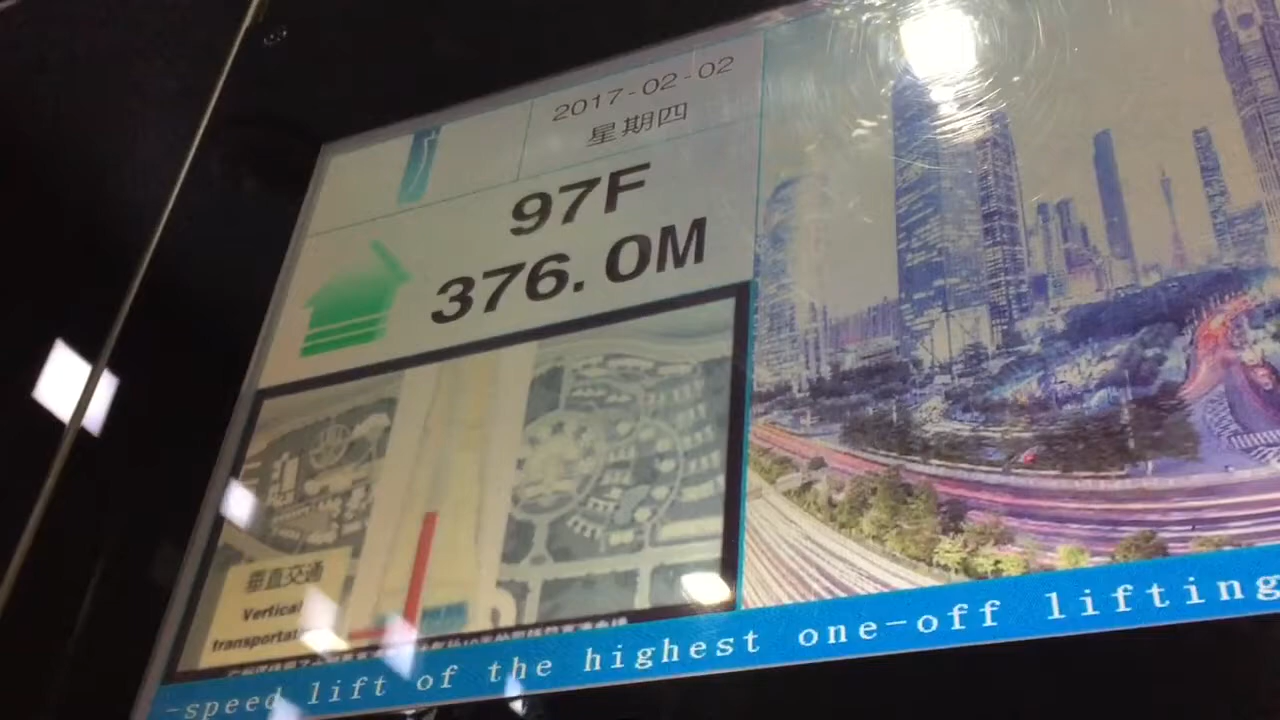 2017-02-02
星期四
97F
376.0M
垂直交通
Vertical
transportat
-speed lift of the highest one-off lifting